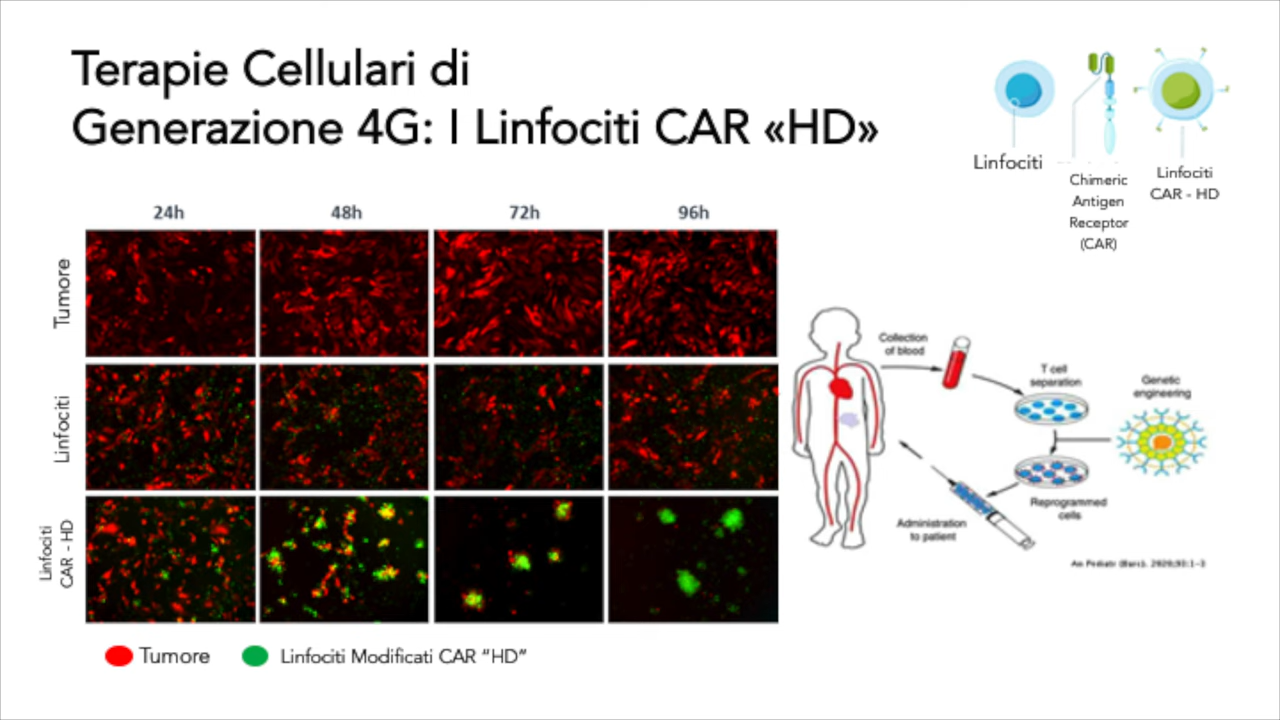 Terapie Cellulari di
Generazione 4G: I Linfociti CAR «HD»
Linfociti
Chimeric
Antigen
Receptor
(CAR)
Linfociti
CAR - HD
24h 48h 72h 96h
Tumore
Linfociti
Linfociti
CAR - HD
Tumore
Linfociti Modificati CAR “HD”
Collection
of blood
T cell
separation
Genetic
engineering
Reprogrammed
cells
Administration
to patient
An Pediatr (Barc). 2020;93:1-3